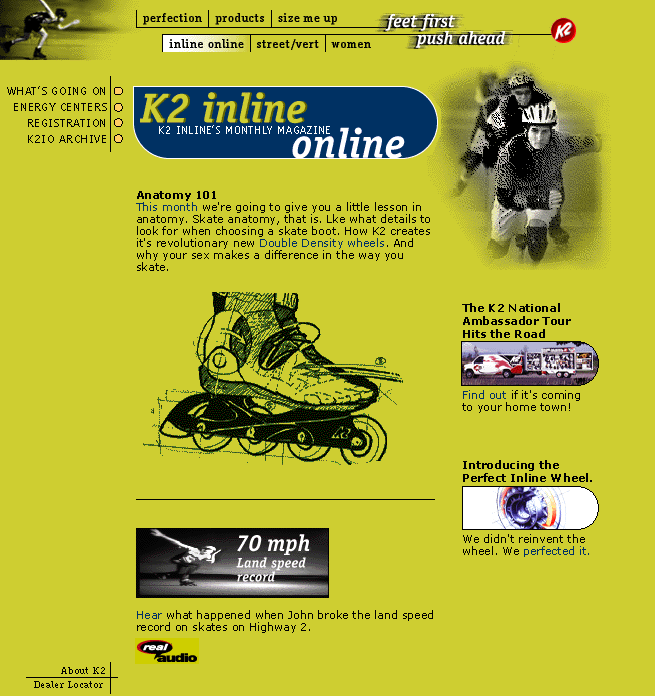 perfection
products
size me up
feet first
push ahead
K2
inline online
street/vert
women
WHAT'S GOING ON
ENERGY CENTERS
REGISTRATION
K2IO ARCHIVE
K2 inline
K2 INLINE'S MONTHLY MAGAZINE
online
Anatomy 101
This month we're going to give you a little lesson in
anatomy. Skate anatomy, that is. Lke what details to
look for when choosing a skate boot. How K2 creates
it's revolutionary new Double Density wheels. And
why your sex makes a difference in the way you
skate.
The K2 National
Ambassador Tour
Hits the Road
Find out if it's coming
to your home town!
K2
Introducing the
Perfect Inline Wheel.
We didn't reinvent the
wheel. We perfected it.
70 mph
Land speed
record
Hear what happened when John broke the land speed
record on skates on Highway 2.
real
audio
About K2
Dealer Locator